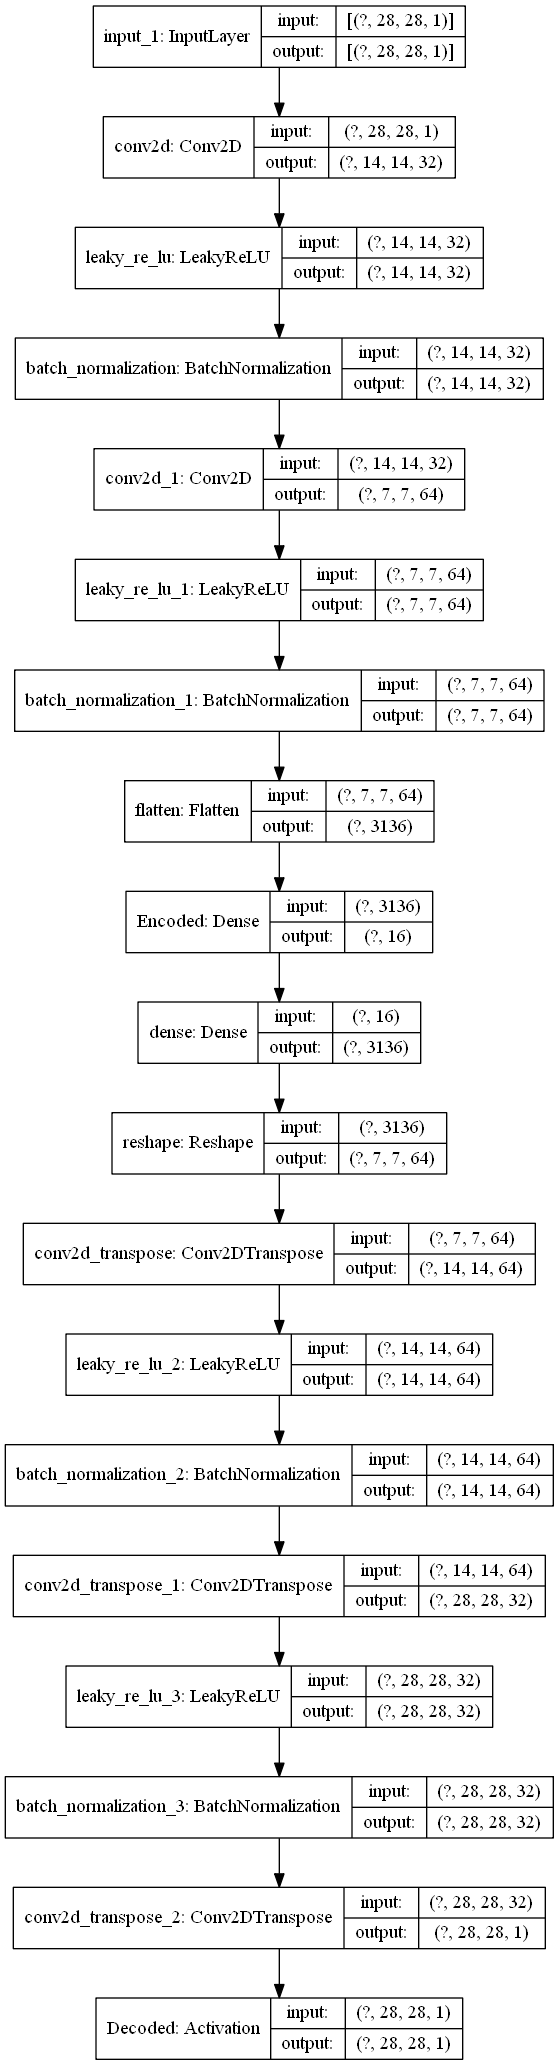 input_1: InputLayer
input: [(?, 28, 28, 1)]
output: [(?, 28, 28, 1)]
conv2d: Conv2D
input: (?, 28, 28, 1)
output: (?, 14, 14, 32)
leaky_re_lu: LeakyReLU
input: (?, 14, 14, 32)
output: (?, 14, 14, 32)
batch_normalization: BatchNormalization
input: (?, 14, 14, 32)
output: (?, 14, 14, 32)
conv2d_1: Conv2D
input: (?, 14, 14, 32)
output: (?, 7, 7, 64)
leaky_re_lu_1: LeakyReLU
input: (?, 7, 7, 64)
output: (?, 7, 7, 64)
batch_normalization_1: BatchNormalization
input: (?, 7, 7, 64)
output: (?, 7, 7, 64)
flatten: Flatten
input: (?, 7, 7, 64)
output: (?, 3136)
Encoded: Dense
input: (?, 3136)
output: (?, 16)
dense: Dense
input: (?, 16)
output: (?, 3136)
reshape: Reshape
input: (?, 3136)
output: (?, 7, 7, 64)
conv2d_transpose: Conv2DTranspose
input: (?, 7, 7, 64)
output: (?, 14, 14, 64)
leaky_re_lu_2: LeakyReLU
input: (?, 14, 14, 64)
output: (?, 14, 14, 64)
batch_normalization_2: BatchNormalization
input: (?, 14, 14, 64)
output: (?, 14, 14, 64)
conv2d_transpose_1: Conv2DTranspose
input: (?, 14, 14, 64)
output: (?, 28, 28, 32)
leaky_re_lu_3: LeakyReLU
input: (?, 28, 28, 32)
output: (?, 28, 28, 32)
batch_normalization_3: BatchNormalization
input: (?, 28, 28, 32)
output: (?, 28, 28, 32)
conv2d_transpose_2: Conv2DTranspose
input: (?, 28, 28, 32)
output: (?, 28, 28, 1)
Decoded: Activation
input: (?, 28, 28, 1)
output: (?, 28, 28, 1)